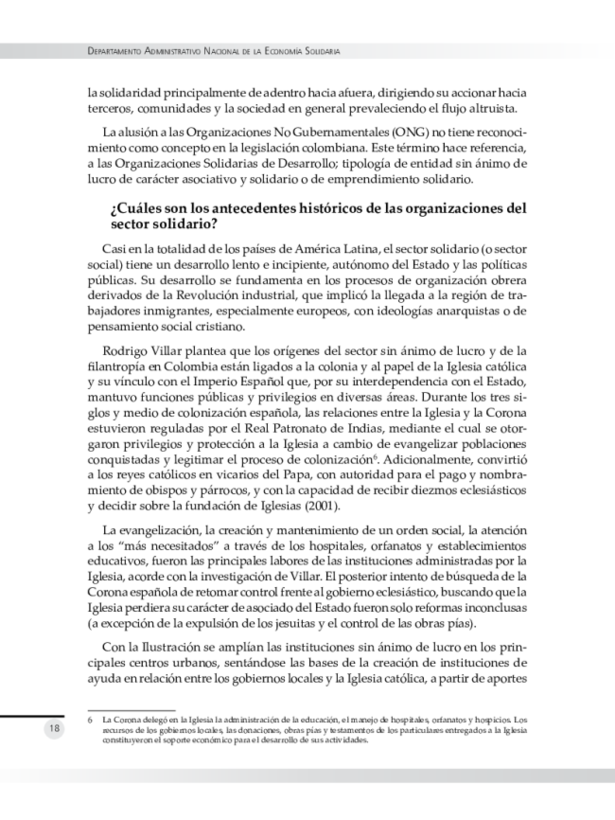 Departamento Administrativo Nacional de la Economía Solidaria
la solidaridad principalmente de adentro hacia afuera, dirigiendo su accionar hacia
terceros, comunidades y la sociedad en general prevaleciendo el flujo altruista.
La alusión a las Organizaciones No Gubernamentales (ONG) no tiene reconoci-
miento como concepto en la legislación colombiana. Este término hace referencia,
a las Organizaciones Solidarias de Desarrollo; tipología de entidad sin ánimo de
lucro de carácter asociativo y solidario o de emprendimiento solidario.
¿Cuáles son los antecedentes históricos de las organizaciones del
sector solidario?
Casi en la totalidad de los países de América Latina, el sector solidario (o sector
social) tiene un desarrollo lento e incipiente, autónomo del Estado y las políticas
públicas. Su desarrollo se fundamenta en los procesos de organización obrera
derivados de la Revolución industrial, que implicó la llegada a la región de tra-
bajadores inmigrantes, especialmente europeos, con ideologías anarquistas o de
pensamiento social cristiano.
Rodrigo Villar plantea que los orígenes del sector sin ánimo de lucro y de la
filantropía en Colombia están ligados a la colonia y al papel de la Iglesia católica
y su vínculo con el Imperio Español que, por su interdependencia con el Estado,
mantuvo funciones públicas y privilegios en diversas áreas. Durante los tres si-
glos y medio de colonización española, las relaciones entre la Iglesia y la Corona
estuvieron reguladas por el Real Patronato de Indias, mediante el cual se otor-
garon privilegios y protección a la Iglesia a cambio de evangelizar poblaciones
conquistadas y legitimar el proceso de colonización⁶. Adicionalmente, convirtió
a los reyes católicos en vicarios del Papa, con autoridad para el pago y nombra-
miento de obispos y párrocos, y con la capacidad de recibir diezmos eclesiásticos
y decidir sobre la fundación de Iglesias (2001).
La evangelización, la creación y mantenimiento de un orden social, la atención
a los “más necesitados” a través de los hospitales, orfanatos y establecimientos
educativos, fueron las principales labores de las instituciones administradas por la
Iglesia, acorde con la investigación de Villar. El posterior intento de búsqueda de la
Corona española de retomar control frente al gobierno eclesiástico, buscando que la
Iglesia perdiera su carácter de asociado del Estado fueron solo reformas inconclusas
(a excepción de la expulsión de los jesuitas y el control de las obras pías).
Con la Ilustración se amplían las instituciones sin ánimo de lucro en los prin-
cipales centros urbanos, sentándose las bases de la creación de instituciones de
ayuda en relación entre los gobiernos locales y la Iglesia católica, a partir de aportes
6 La Corona delegó en la Iglesia la administración de la educación, el manejo de hospitales, orfanatos y hospicios. Los
recursos de los gobiernos locales, las donaciones, obras pías y testamentos de los particulares entregados a la Iglesia
constituyeron el soporte económico para el desarrollo de sus actividades.
18